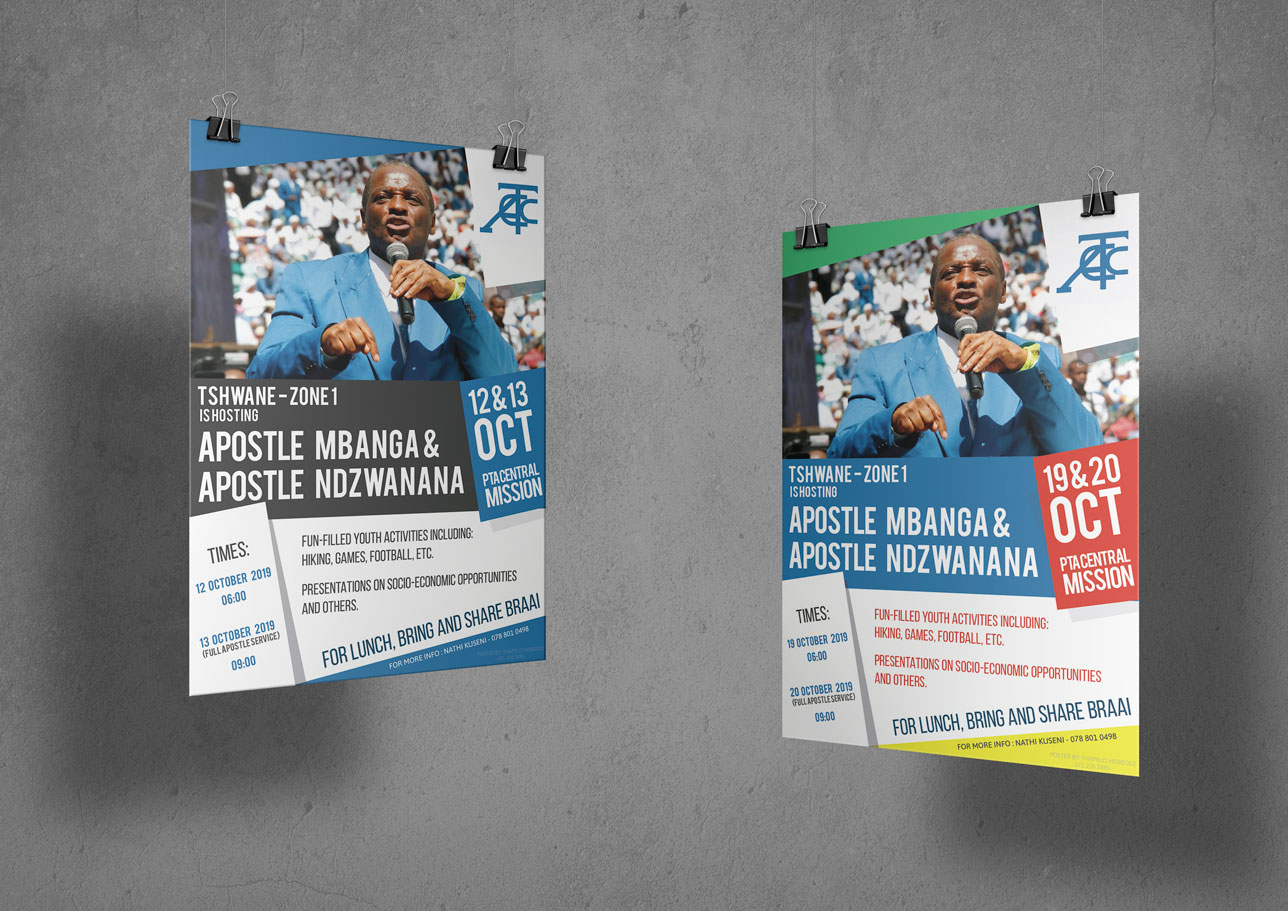 ATCC
TSHWANE – ZONE 1
IS HOSTING
APOSTLE MBANGA &
APOSTLE NDZWANANA
12 & 13
OCT
PTA CENTRAL
MISSION
TIMES:
12 OCTOBER 2019
06:00
13 OCTOBER 2019
(FULL APOSTLE SERVICE)
09:00
FUN-FILLED YOUTH ACTIVITIES INCLUDING:
HIKING, GAMES, FOOTBALL, ETC.
PRESENTATIONS ON SOCIO-ECONOMIC OPPORTUNITIES
AND OTHERS.
FOR LUNCH, BRING AND SHARE BRAAI
FOR MORE INFO : NATHI KUSENI - 078 801 0498
TSHWANE – ZONE 1
IS HOSTING
APOSTLE MBANGA &
APOSTLE NDZWANANA
19 & 20
OCT
PTA CENTRAL
MISSION
TIMES:
19 OCTOBER 2019
06:00
20 OCTOBER 2019
(FULL APOSTLE SERVICE)
09:00
FUN-FILLED YOUTH ACTIVITIES INCLUDING:
HIKING, GAMES, FOOTBALL, ETC.
PRESENTATIONS ON SOCIO-ECONOMIC OPPORTUNITIES
AND OTHERS.
FOR LUNCH, BRING AND SHARE BRAAI
FOR MORE INFO : NATHI KUSENI - 078 801 0498
POSTER BY: THAPELO